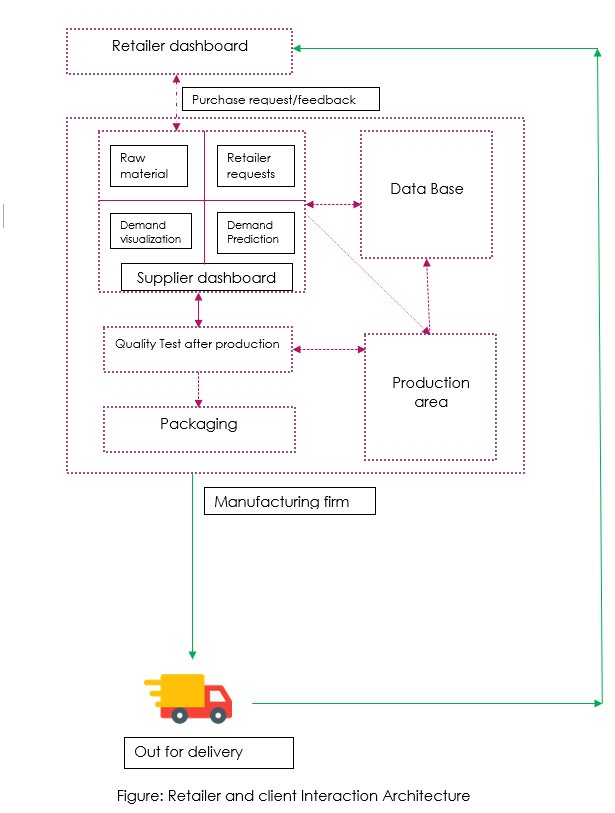 Retailer dashboard
Purchase request/feedback
Raw
material
Retailer
requests
Data Base
Demand
visualization
Demand
Prediction
Supplier dashboard
Quality Test after production
Production
area
Packaging
Manufacturing firm
Out for delivery
Figure: Retailer and client Interaction Architecture